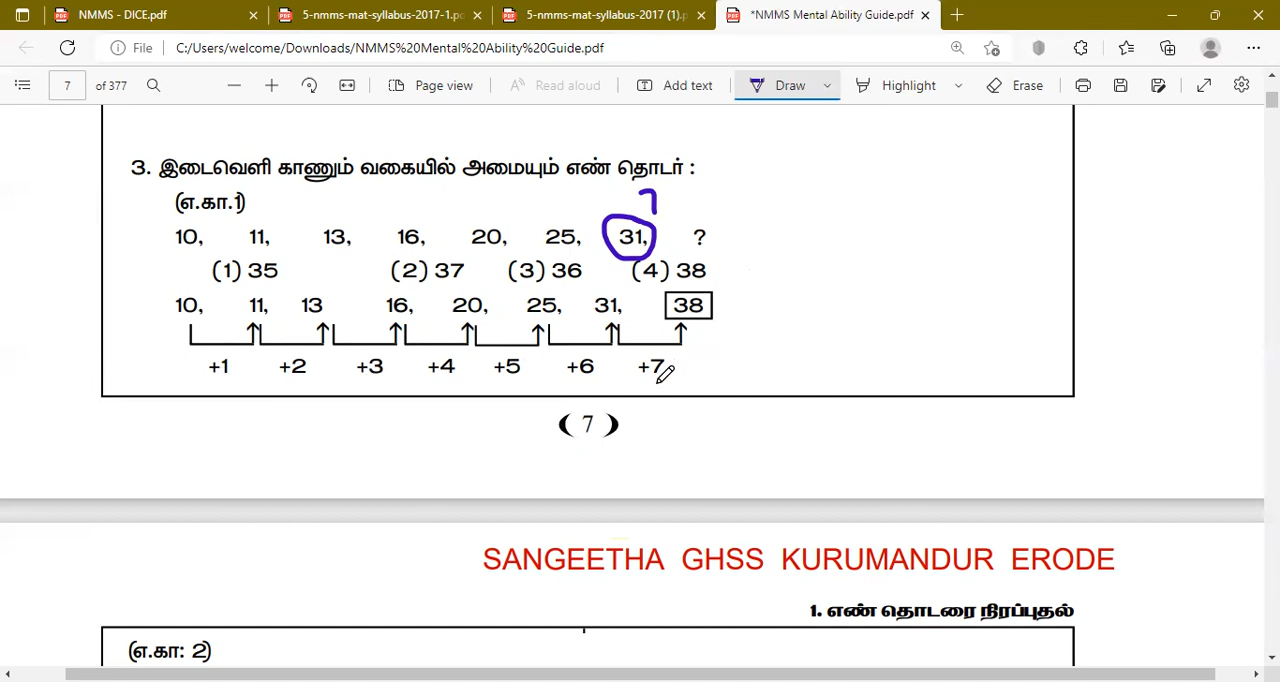 NMMS - DICE.pdf
5-nmms-mat-syllabus-2017-1.p
5-nmms-mat-syllabus-2017 (1).p
*NMMS Mental Ability Guide.pdf
File C:/Users/welcome/Downloads/NMMS%20Mental%20Ability%20Guide.pdf
7 of 377 Page view Read aloud Add text Draw Highlight Erase
3. இடைவெளி காணும் வகையில் அமையும் எண் தொடர் :
(எ.கா.1)
7
10, 11, 13, 16, 20, 25, 31, ?
(1) 35 (2) 37 (3) 36 (4) 38
10, 11, 13 16, 20, 25, 31, 38
+1 +2 +3 +4 +5 +6 +7
( 7 )
SANGEETHA GHSS KURUMANDUR ERODE
1. எண் தொடரை நிரப்புதல்
(எ.கா: 2)